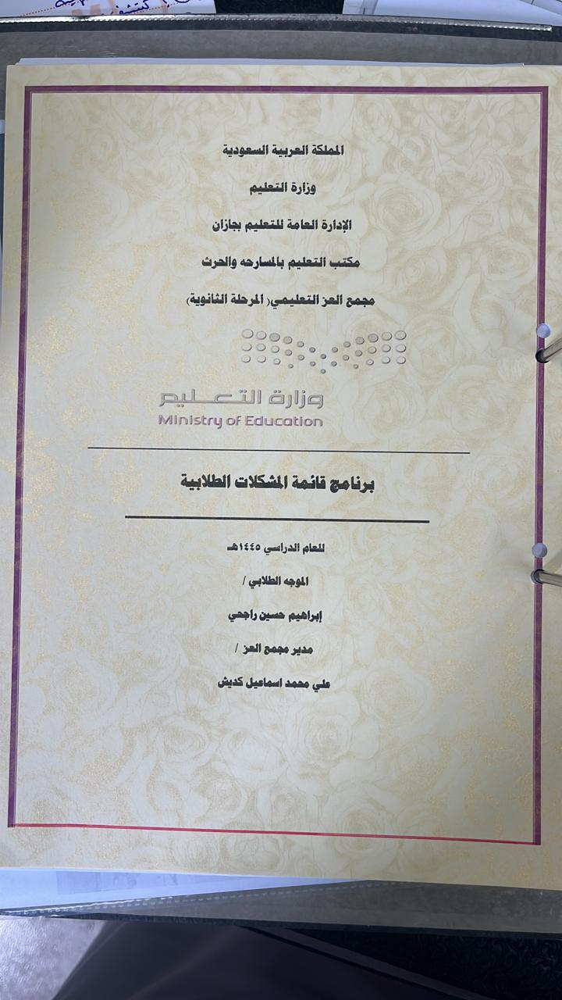 المملكة العربية السعودية
وزارة التعليم
الإدارة العامة للتعليم بجازان
مكتب التعليم بالمسارحه والحرث
مجمع العز التعليمي( المرحلة الثانوية)
وزارة التعليم
Ministry of Education
برنامج قائمة المشكلات الطلابية
للعام الدراسي ١٤٤٥هـ
الموجه الطلابي /
إبراهيم حسين راجحي
مدير مجمع العز /
علي محمد اسماعيل كديش